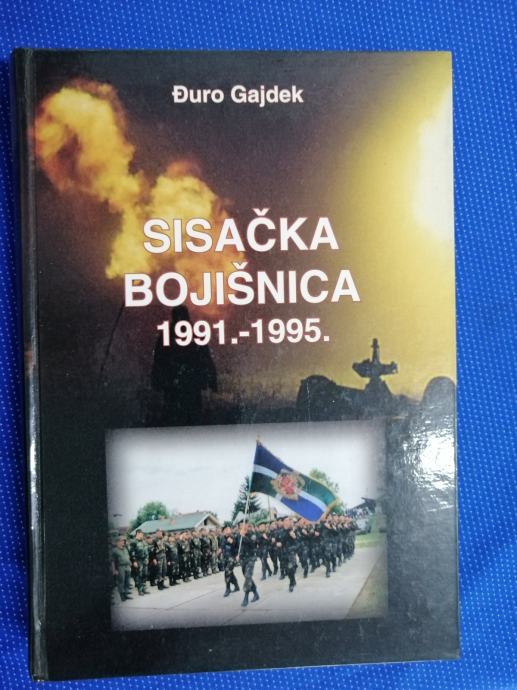 Đuro Gajdek
SISAČKA
BOJIŠNICA
1991.-1995.